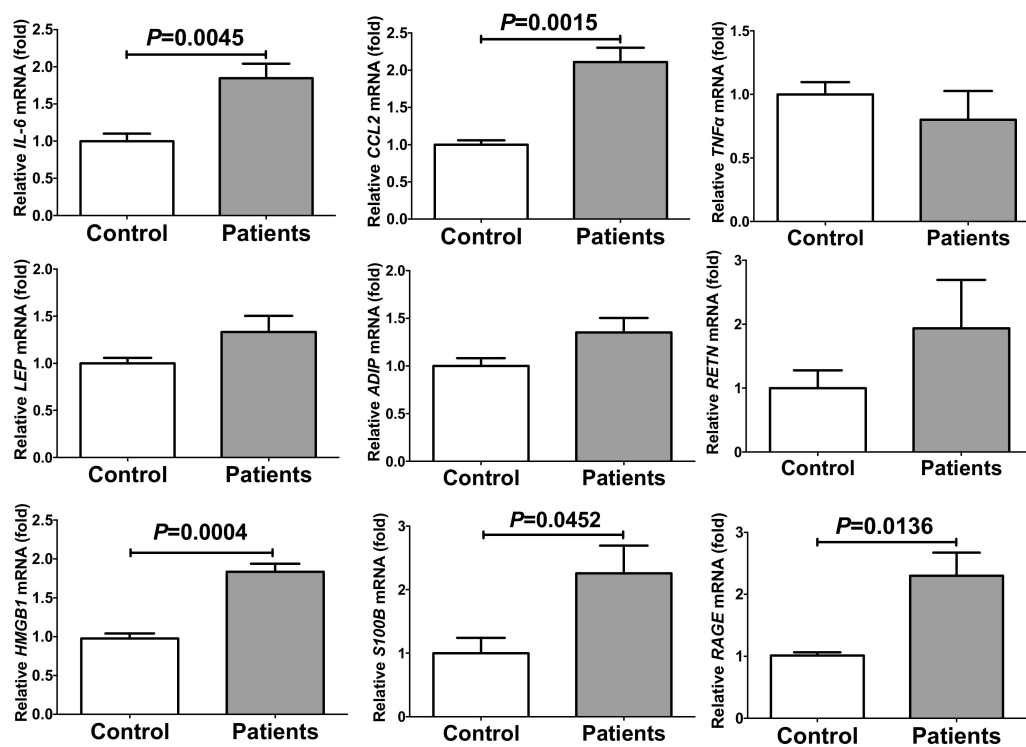 Relative IL-6 mRNA (fold)
2.5
2.0
1.5
1.0
0.5
0.0
P=0.0045
Control Patients
Relative CCL2 mRNA (fold)
2.5
2.0
1.5
1.0
0.5
0.0
P=0.0015
Control Patients
Relative TNFα mRNA (fold)
1.5
1.0
0.5
0.0
Control Patients
Relative LEP mRNA (fold)
2.0
1.5
1.0
0.5
0.0
Control Patients
Relative ADIP mRNA (fold)
2.0
1.5
1.0
0.5
0.0
Control Patients
Relative RETN mRNA (fold)
3
2
1
0
Control Patients
Relative HMGB1 mRNA (fold)
2.5
2.0
1.5
1.0
0.5
0.0
P=0.0004
Control Patients
Relative S100B mRNA (fold)
3
2
1
0
P=0.0452
Control Patients
Relative RAGE mRNA (fold)
3
2
1
0
P=0.0136
Control Patients